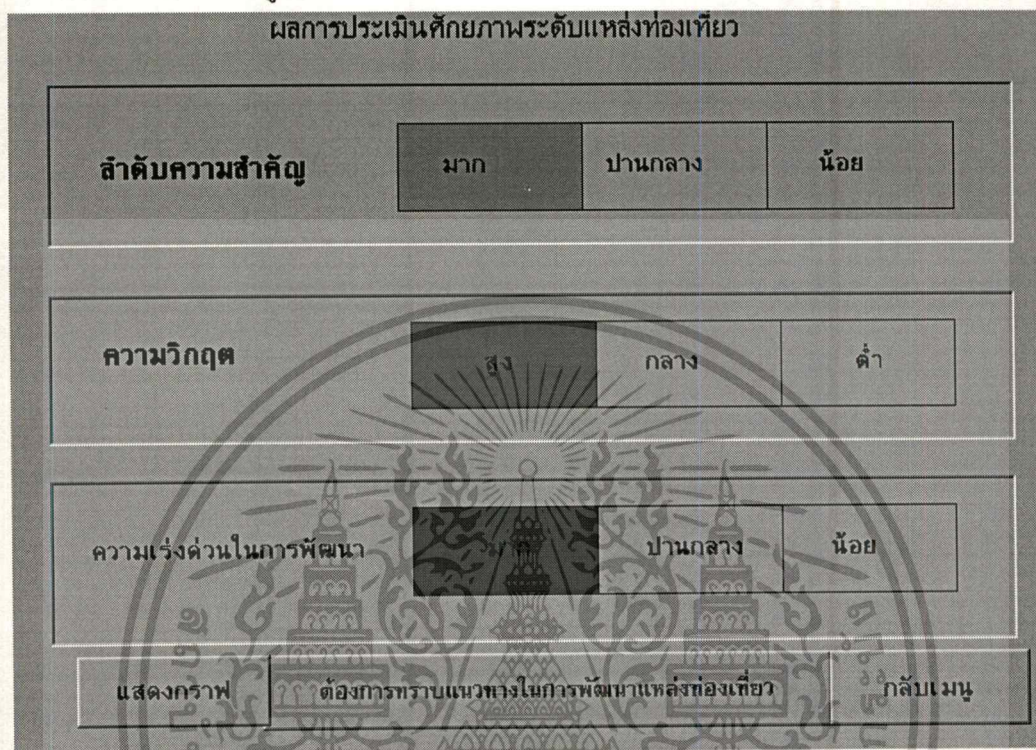 ผลการประเมินศักยภาพระดับแหล่งท่องเที่ยว
ลำดับความสำคัญ มาก ปานกลาง น้อย
ความวิกฤต สูง กลาง ต่ำ
ความเร่งด่วนในการพัฒนา มาก ปานกลาง น้อย
แสดงกราฟ ต้องการทราบแนวทางในการพัฒนาแหล่งท่องเที่ยว กลับเมนู